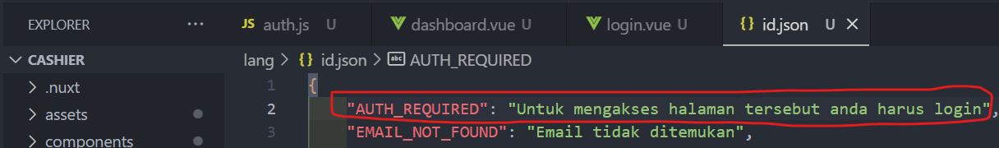 EXPLORER ...
JS auth.js U
dashboard.vue U
login.vue U
{} id.json U ×
CASHIER
lang > {} id.json > abc AUTH_REQUIRED
.nuxt
assets
components
1 {
2 "AUTH_REQUIRED": "Untuk mengakses halaman tersebut anda harus login",
3 "EMAIL_NOT_FOUND": "Email tidak ditemukan",